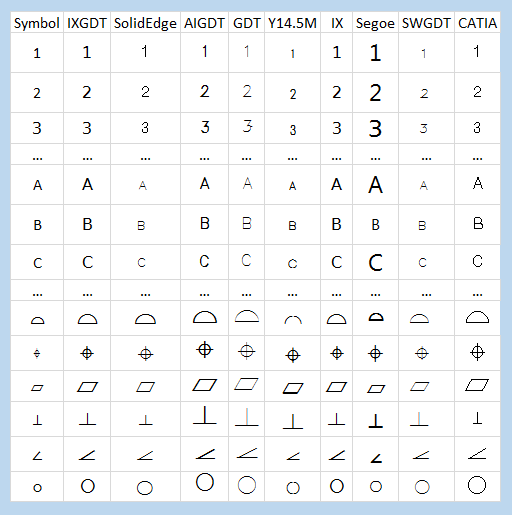 Symbol IXGDT SolidEdge AIGDT GDT Y14.5M IX Segoe SWGDT CATIA
1 1 1 1 1 1 1 1 1 1
2 2 2 2 2 2 2 2 2 2
3 3 3 3 3 3 3 3 3 3
... ... ... ... ... ... ... ... ... ...
A A A A A A A A A A
B B B B B B B B B B
C C C C C C C C C C
... ... ... ... ... ... ... ... ... ...
⌓ ⌓ ⌓ ⌓ ⌓ ⌓ ⌓ ⌓ ⌓ ⌓
⌖ ⌖ ⌖ ⌖ ⌖ ⌖ ⌖ ⌖ ⌖ ⌖
▱ ▱ ▱ ▱ ▱ ▱ ▱ ▱ ▱ ▱
⊥ ⊥ ⊥ ⊥ ⊥ ⊥ ⊥ ⊥ ⊥ ⊥
∠ ∠ ∠ ∠ ∠ ∠ ∠ ∠ ∠ ∠
○ ○ ○ ○ ○ ○ ○ ○ ○ ○